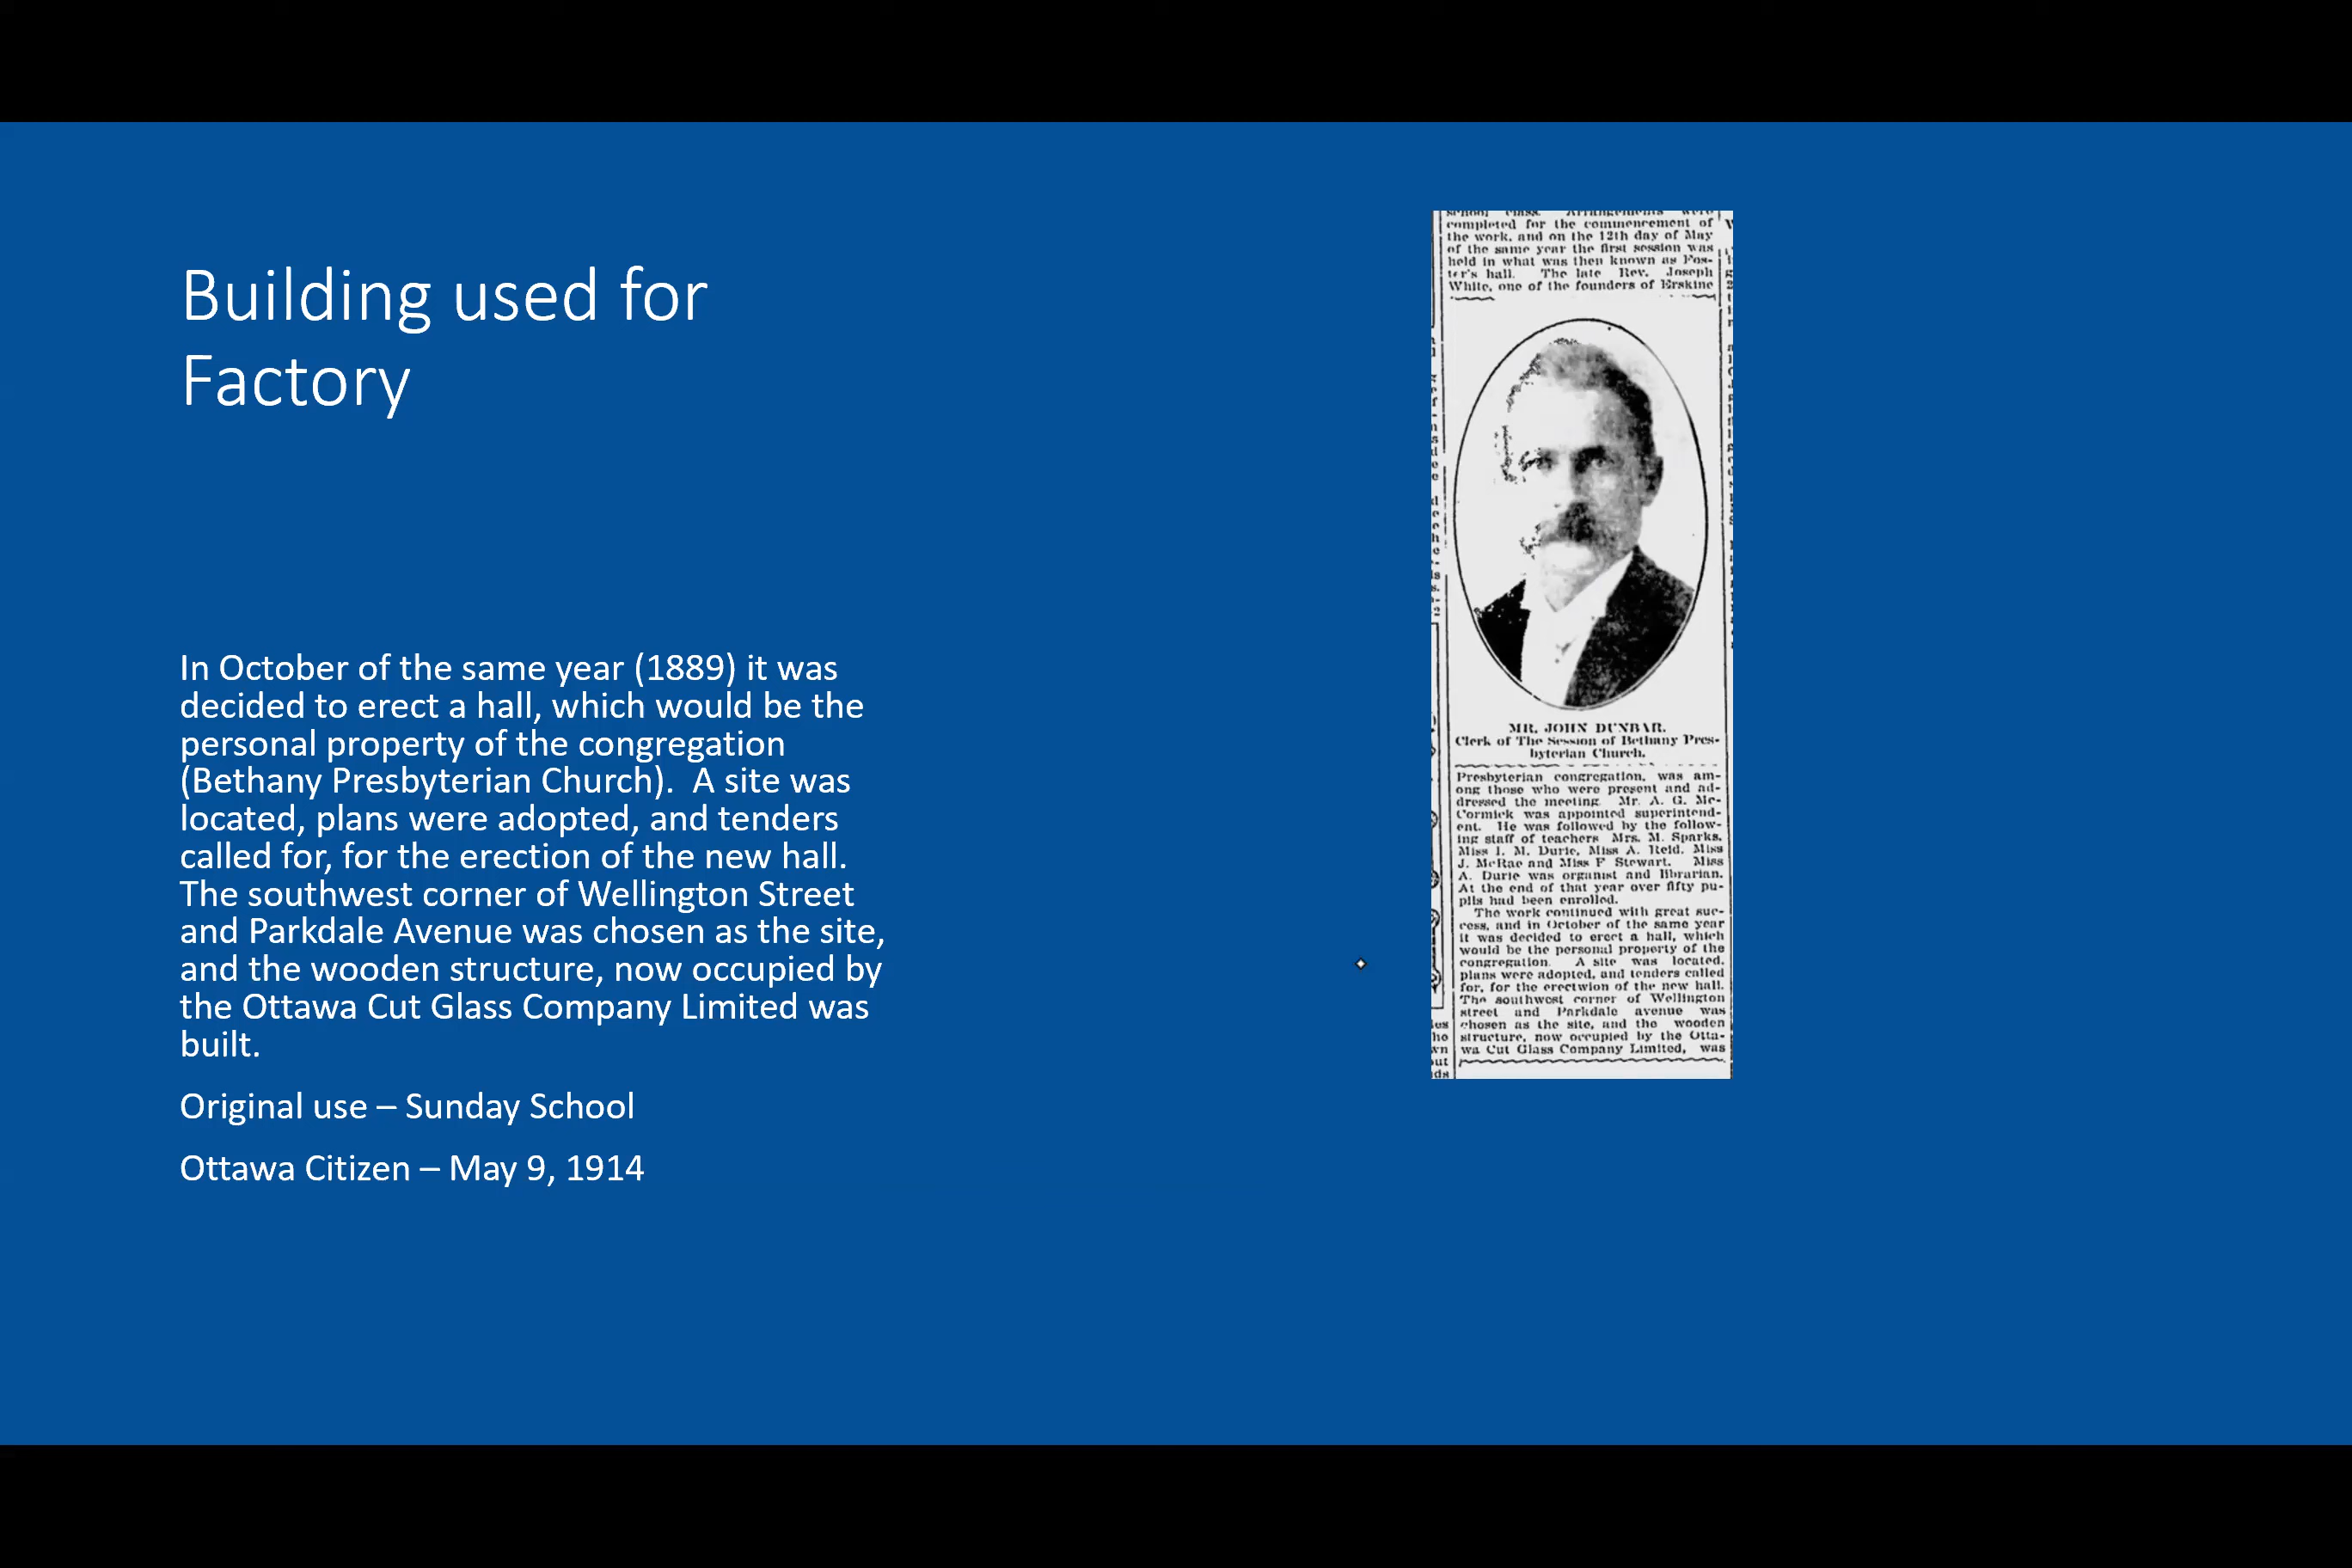 Building used for
Factory
In October of the same year (1889) it was
decided to erect a hall, which would be the
personal property of the congregation
(Bethany Presbyterian Church).  A site was
located, plans were adopted, and tenders
called for, for the erection of the new hall.
The southwest corner of Wellington Street
and Parkdale Avenue was chosen as the site,
and the wooden structure, now occupied by
the Ottawa Cut Glass Company Limited was
built.
Original use – Sunday School
Ottawa Citizen – May 9, 1914
school class. Arrangements were
completed for the commencement of
the work, and on the 12th day of May
of the same year the first session was
held in what was then known as Fos-
ter's hall. The late Rev. Joseph
White, one of the founders of Erskine
MR. JOHN DUNBAR.
Clerk of The Session of Bethany Pres-
byterian Church.
Presbyterian congregation, was am-
ong those who were present and ad-
dressed the meeting. Mr. A. G. Mc-
Cormick was appointed superintend-
ent. He was followed by the follow-
ing staff of teachers Mrs. M. Sparks,
Miss I. M. Durie, Miss A. Reid, Miss
J. McRae and Miss F Stewart. Miss
A. Durie was organist and librarian.
At the end of that year over fifty pu-
pils had been enrolled.
The work continued with great suc-
cess, and in October of the same year
it was decided to erect a hall, which
would be the personal property of the
congregation. A site was located,
plans were adopted, and tenders called
for, for the erectwion of the new hall.
The southwest corner of Wellington
street and Parkdale avenue was
chosen as the site, and the wooden
structure, now occupied by the Otta-
wa Cut Glass Company Limited, was